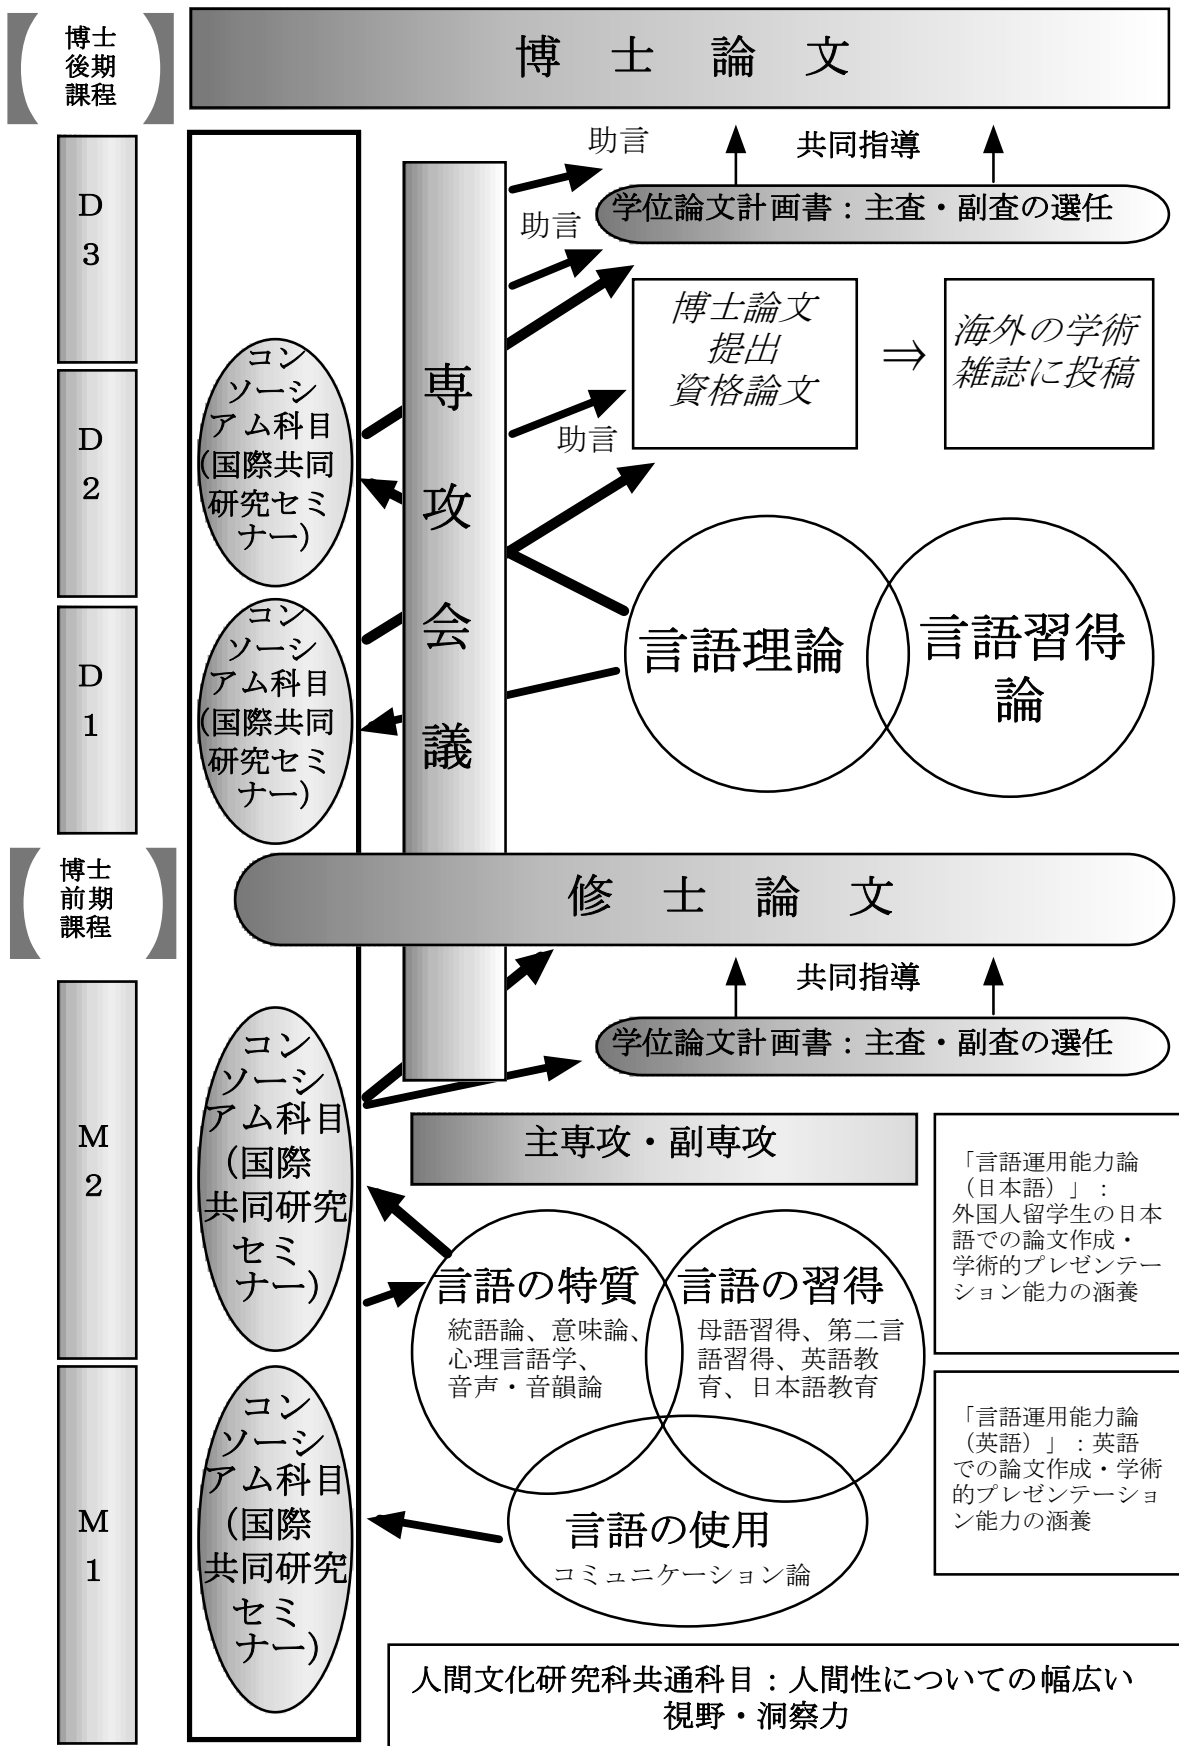 博士
後期
課程
博 士 論 文
助言
共同指導
D
3
学位論文計画書：主査・副査の選任
助言
博士論文
提出
資格論文
⇒
海外の学術
雑誌に投稿
助言
専
攻
会
議
D
2
コン
ソーシ
アム科目
(国際共同
研究セミ
ナー)
言語理論
言語習得
論
D
1
コン
ソーシ
アム科目
(国際共同
研究セミ
ナー)
博士
前期
課程
修 士 論 文
共同指導
学位論文計画書：主査・副査の選任
M
2
コン
ソーシ
アム科目
(国際
共同研究
セミ
ナー)
主専攻・副専攻
「言語運用能力論
（日本語）」：
外国人留学生の日本
語での論文作成・
学術的プレゼンテー
ション能力の涵養
言語の特質
統語論、意味論、
心理言語学、
音声・音韻論
言語の習得
母語習得、第二言
語習得、英語教
育、日本語教育
「言語運用能力論
（英語）」：英語
での論文作成・学術
的プレゼンテーショ
ン能力の涵養
M
1
コン
ソーシ
アム科目
(国際
共同研究
セミ
ナー)
言語の使用
コミュニケーション論
人間文化研究科共通科目：人間性についての幅広い
視野・洞察力